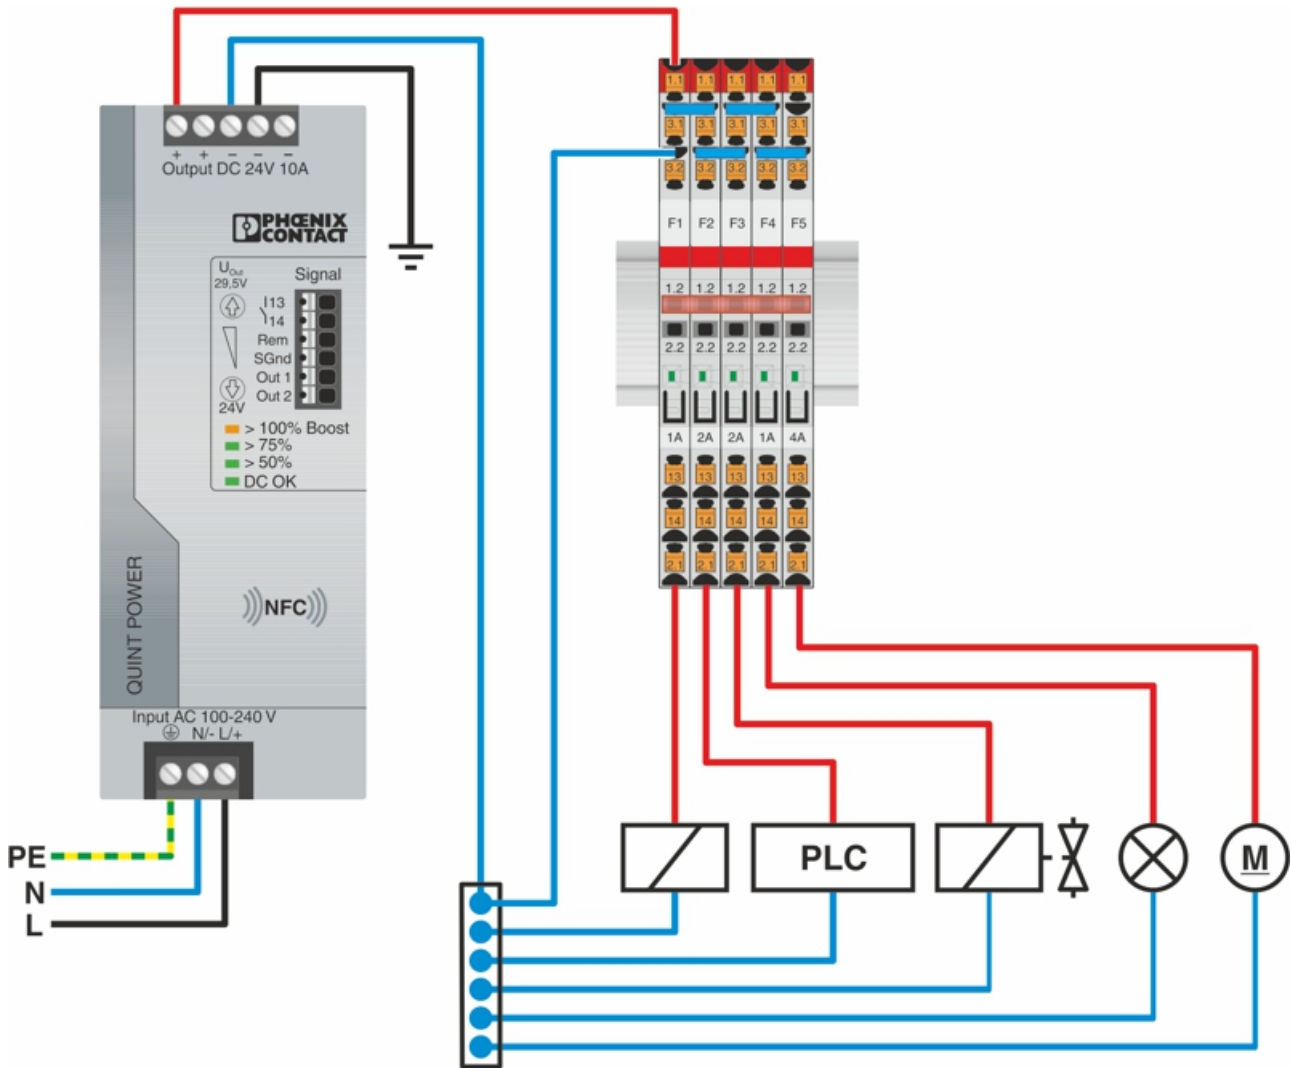 + + – – –
Output DC 24V 10A
PHŒNIX
CONTACT
UOut
29,5V
Signal
13
14
Rem
SGnd
Out 1
Out 2
24V
> 100% Boost
> 75%
> 50%
DC OK
QUINT POWER
NFC
Input AC 100-240 V
N/- L/+
PE
N
L
1.1 1.1 1.1 1.1 1.1
3.1 3.1 3.1 3.1 3.1
3.2 3.2 3.2 3.2 3.2
F1 F2 F3 F4 F5
1.2 1.2 1.2 1.2 1.2
2.2 2.2 2.2 2.2 2.2
1A 2A 2A 1A 4A
13 13 13 13 13
14 14 14 14 14
2.1 2.1 2.1 2.1 2.1
PLC
M